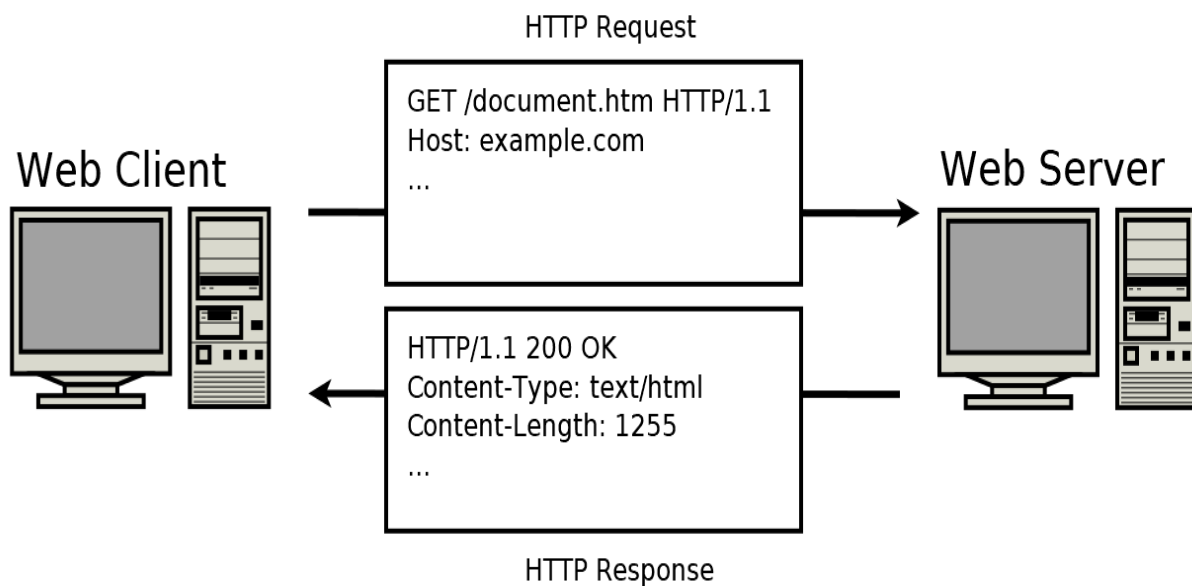 HTTP Request
GET /document.htm HTTP/1.1
Host: example.com
...
Web Client
Web Server
HTTP/1.1 200 OK
Content-Type: text/html
Content-Length: 1255
...
HTTP Response